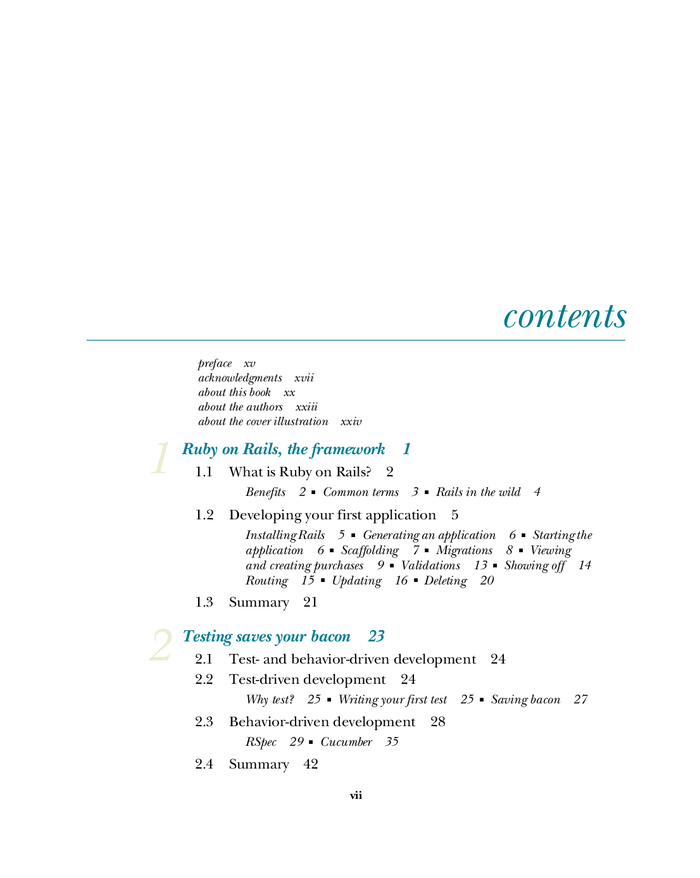 contents
preface xv
acknowledgments xvii
about this book xx
about the authors xxiii
about the cover illustration xxiv
1 Ruby on Rails, the framework 1
1.1 What is Ruby on Rails? 2
Benefits 2 ▪ Common terms 3 ▪ Rails in the wild 4
1.2 Developing your first application 5
Installing Rails 5 ▪ Generating an application 6 ▪ Starting the
application 6 ▪ Scaffolding 7 ▪ Migrations 8 ▪ Viewing
and creating purchases 9 ▪ Validations 13 ▪ Showing off 14
Routing 15 ▪ Updating 16 ▪ Deleting 20
1.3 Summary 21
2 Testing saves your bacon 23
2.1 Test- and behavior-driven development 24
2.2 Test-driven development 24
Why test? 25 ▪ Writing your first test 25 ▪ Saving bacon 27
2.3 Behavior-driven development 28
RSpec 29 ▪ Cucumber 35
2.4 Summary 42
vii